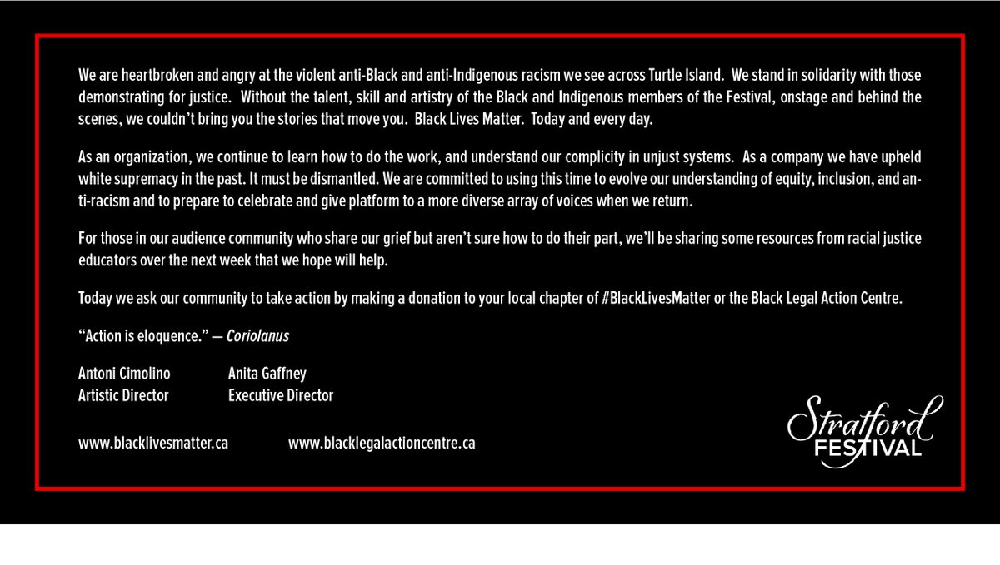 We are heartbroken and angry at the violent anti-Black and anti-Indigenous racism we see across Turtle Island.  We stand in solidarity with those
demonstrating for justice.  Without the talent, skill and artistry of the Black and Indigenous members of the Festival, onstage and behind the
scenes, we couldn’t bring you the stories that move you.  Black Lives Matter.  Today and every day.
As an organization, we continue to learn how to do the work, and understand our complicity in unjust systems.  As a company we have upheld
white supremacy in the past. It must be dismantled. We are committed to using this time to evolve our understanding of equity, inclusion, and an-
ti-racism and to prepare to celebrate and give platform to a more diverse array of voices when we return.
For those in our audience community who share our grief but aren’t sure how to do their part, we’ll be sharing some resources from racial justice
educators over the next week that we hope will help.
Today we ask our community to take action by making a donation to your local chapter of #BlackLivesMatter or the Black Legal Action Centre.
“Action is eloquence.” — Coriolanus
Antoni Cimolino Anita Gaffney
Artistic Director Executive Director
www.blacklivesmatter.ca www.blacklegalactioncentre.ca
Stratford
FESTIVAL